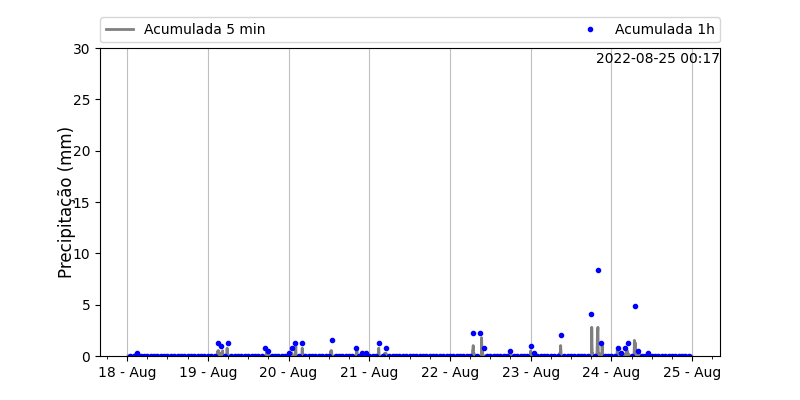 Acumulada 5 min
Acumulada 1h
2022-08-25 00:17
Precipitação (mm)
30
25
20
15
10
5
0
18 - Aug
19 - Aug
20 - Aug
21 - Aug
22 - Aug
23 - Aug
24 - Aug
25 - Aug